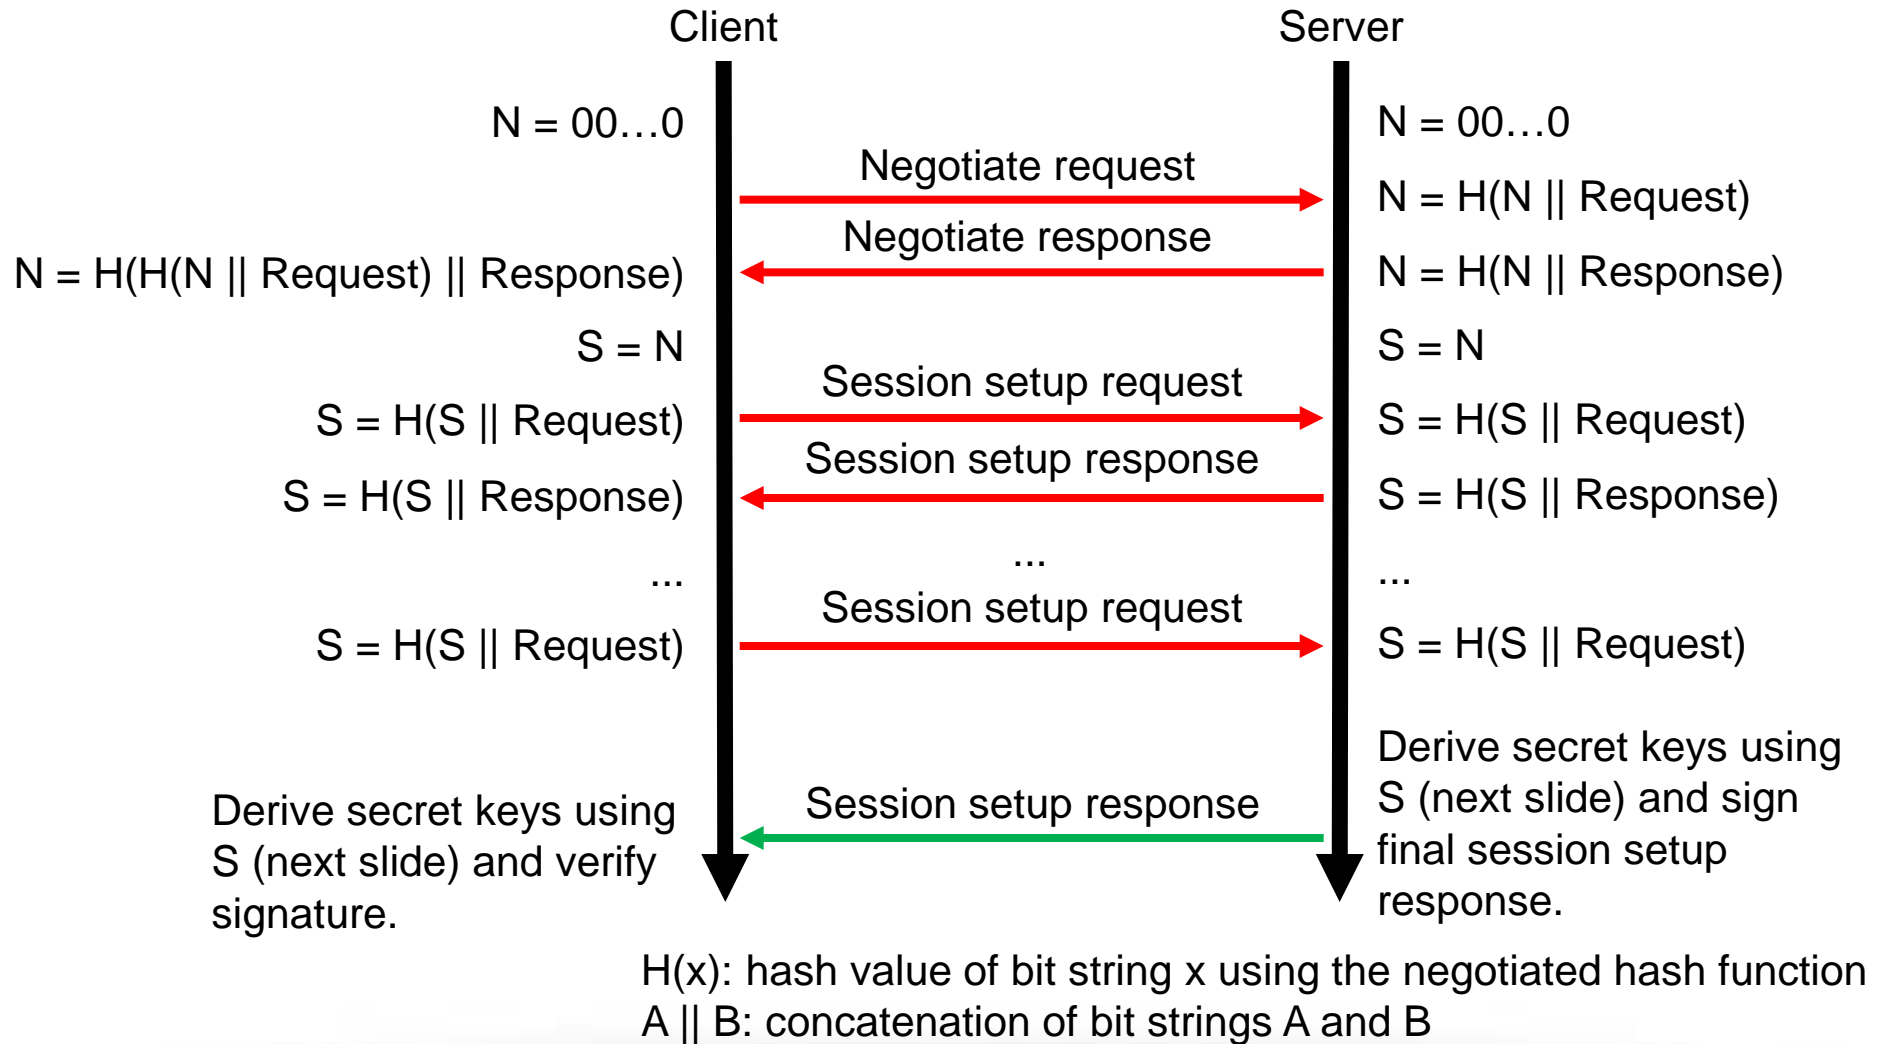 Client
Server
N = 00…0
N = 00…0
Negotiate request
N = H(N || Request)
Negotiate response
N = H(H(N || Request) || Response)
N = H(N || Response)
S = N
S = N
Session setup request
S = H(S || Request)
S = H(S || Request)
Session setup response
S = H(S || Response)
S = H(S || Response)
...
...
...
Session setup request
S = H(S || Request)
S = H(S || Request)
Derive secret keys using
S (next slide) and sign
final session setup
response.
Session setup response
Derive secret keys using
S (next slide) and verify
signature.
H(x): hash value of bit string x using the negotiated hash function
A || B: concatenation of bit strings A and B